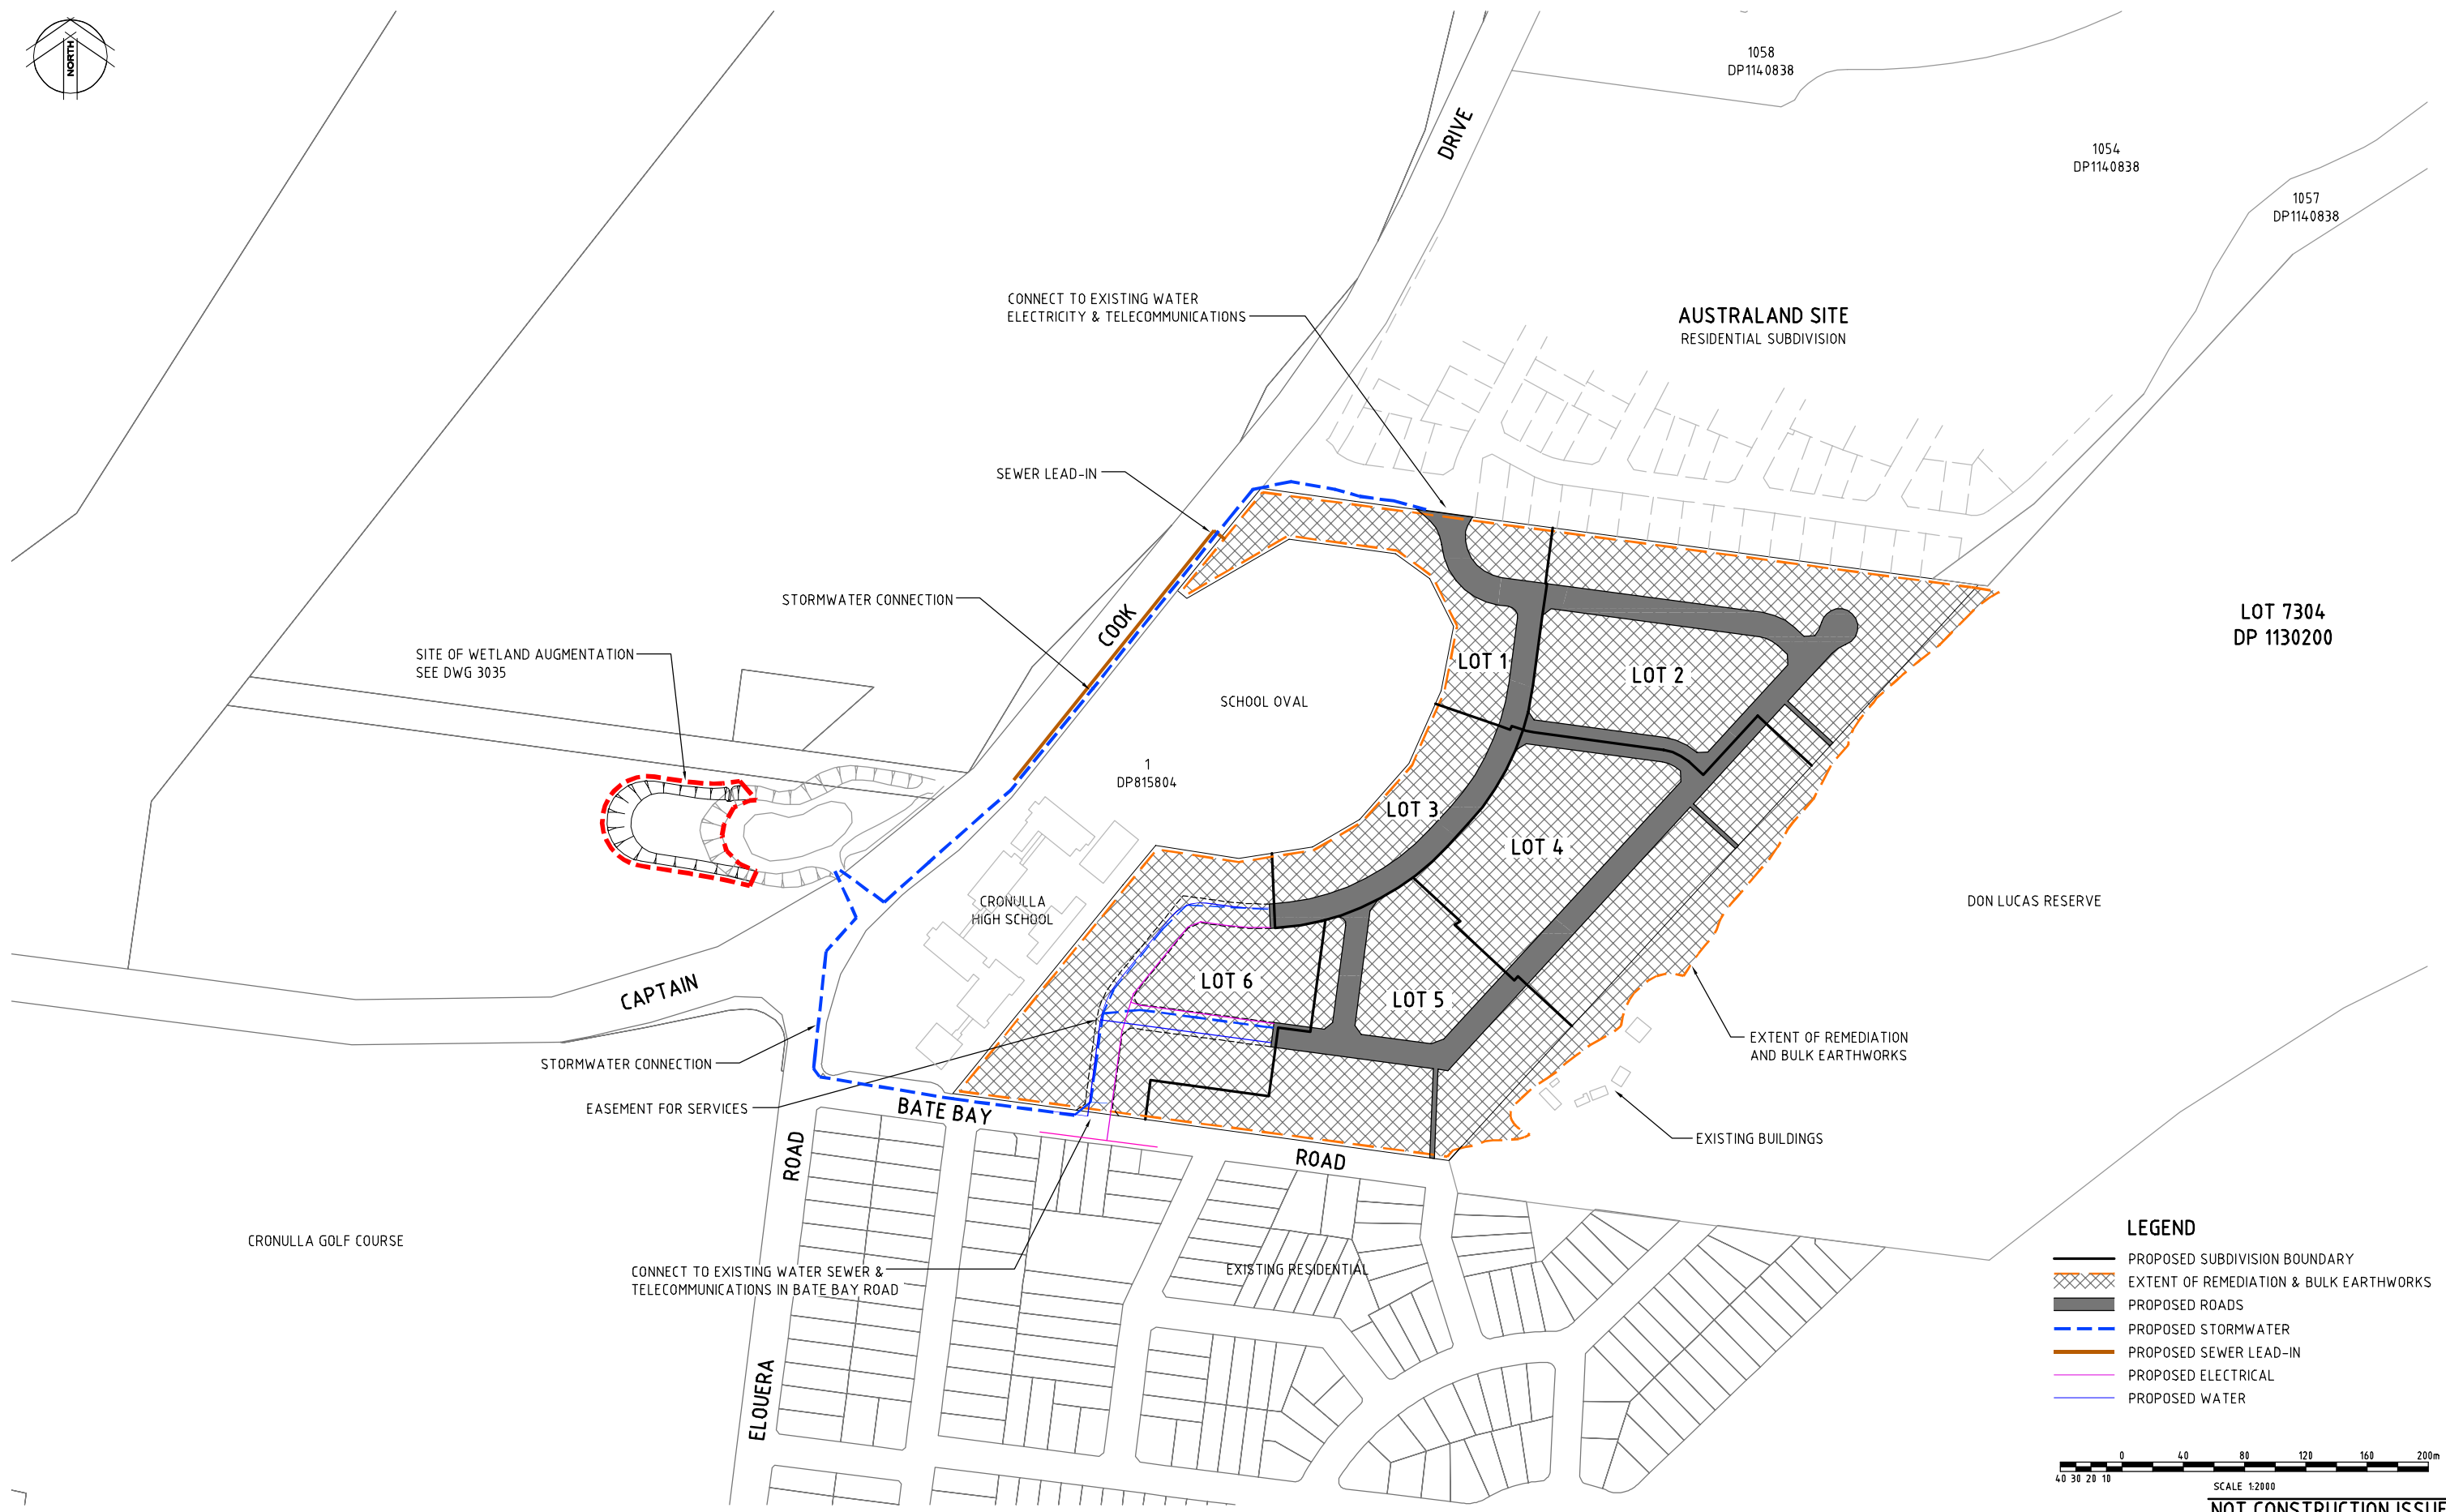 NORTH
1058
DP1140838
DRIVE
1054
DP1140838
1057
DP1140838
CONNECT TO EXISTING WATER
ELECTRICITY & TELECOMMUNICATIONS
AUSTRALAND SITE
RESIDENTIAL SUBDIVISION
SEWER LEAD-IN
STORMWATER CONNECTION
COOK
LOT 7304
DP 1130200
SITE OF WETLAND AUGMENTATION
SEE DWG 3035
LOT 1
LOT 2
SCHOOL OVAL
1
DP815804
LOT 3
LOT 4
CRONULLA
HIGH SCHOOL
DON LUCAS RESERVE
LOT 6
LOT 5
CAPTAIN
EXTENT OF REMEDIATION
AND BULK EARTHWORKS
STORMWATER CONNECTION
EASEMENT FOR SERVICES
BATE BAY
ROAD
ROAD
EXISTING BUILDINGS
CRONULLA GOLF COURSE
CONNECT TO EXISTING WATER SEWER &
TELECOMMUNICATIONS IN BATE BAY ROAD
EXISTING RESIDENTIAL
ELOUERA
LEGEND
PROPOSED SUBDIVISION BOUNDARY
EXTENT OF REMEDIATION & BULK EARTHWORKS
PROPOSED ROADS
PROPOSED STORMWATER
PROPOSED SEWER LEAD-IN
PROPOSED ELECTRICAL
PROPOSED WATER
0 40 80 120 160 200m
40 30 20 10
SCALE 1:2000
NOT CONSTRUCTION ISSUE